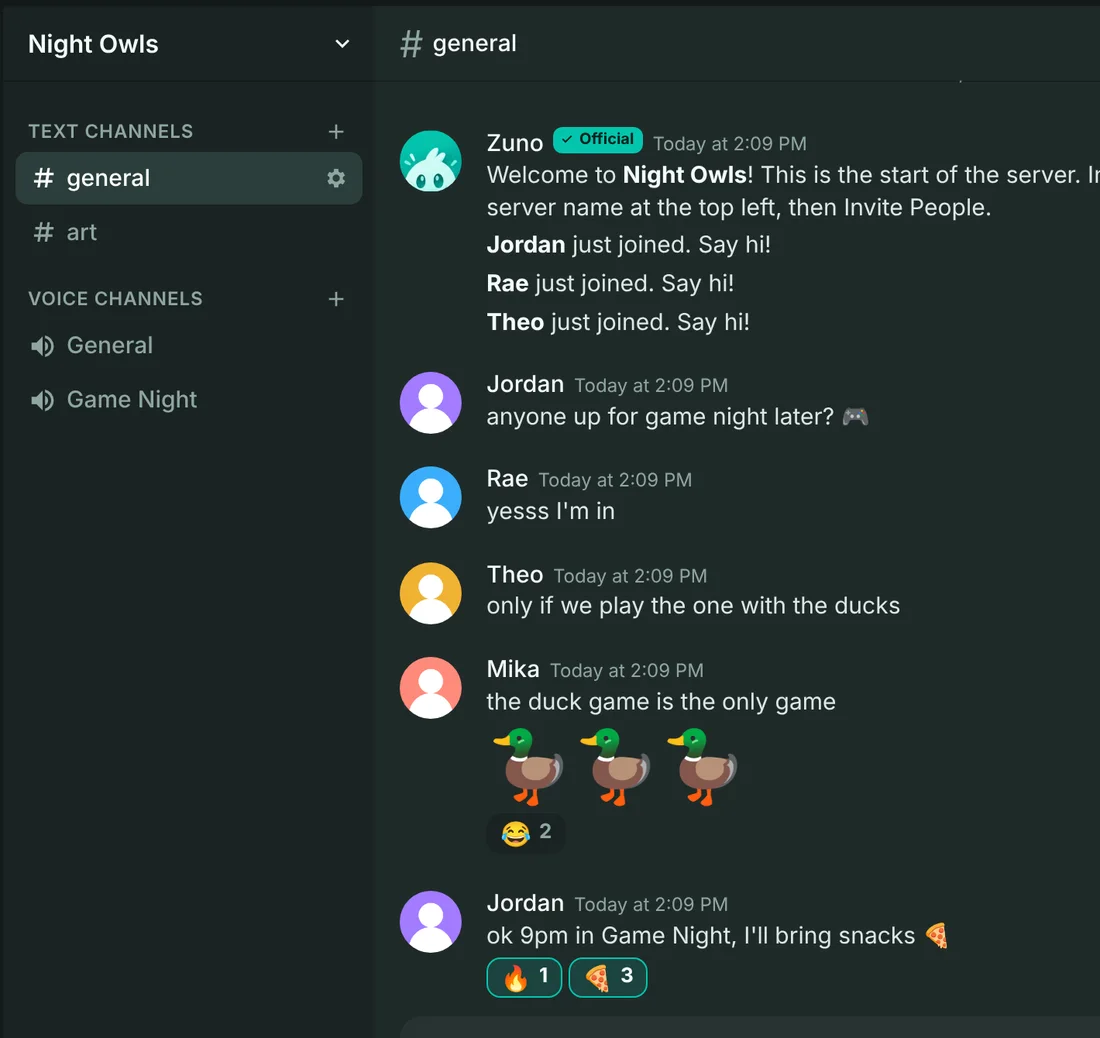 Night Owls
# general
TEXT CHANNELS +
# general
# art
VOICE CHANNELS +
General
Game Night
Zuno ✓ Official Today at 2:09 PM
Welcome to Night Owls! This is the start of the server.
server name at the top left, then Invite People.
Jordan just joined. Say hi!
Rae just joined. Say hi!
Theo just joined. Say hi!
Jordan Today at 2:09 PM
anyone up for game night later? 🎮
Rae Today at 2:09 PM
yesss I'm in
Theo Today at 2:09 PM
only if we play the one with the ducks
Mika Today at 2:09 PM
the duck game is the only game
🦆 🦆 🦆
😂 2
Jordan Today at 2:09 PM
ok 9pm in Game Night, I'll bring snacks 🍕
🔥 1 🍕 3